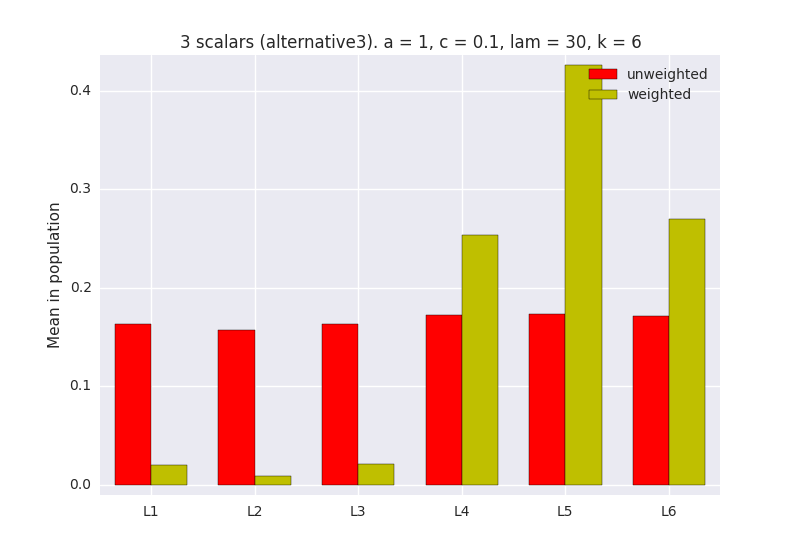 3 scalars (alternative3). a = 1, c = 0.1, lam = 30, k = 6
unweighted
weighted
Mean in population
0.4
0.3
0.2
0.1
0.0
L1 L2 L3 L4 L5 L6